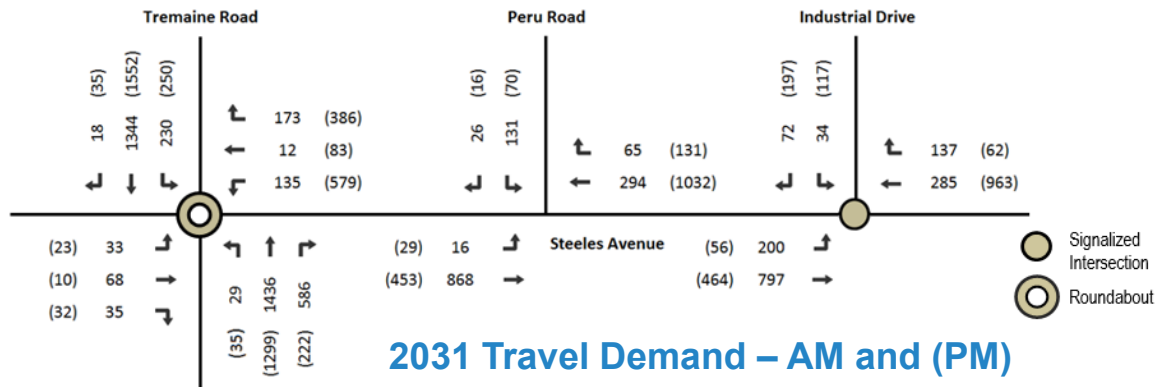 Tremaine Road
Peru Road
Industrial Drive
(35) (1552) (250)
18 1344 230
173 (386)
12 (83)
135 (579)
(16) (70)
26 131
65 (131)
294 (1032)
(197) (117)
72 34
137 (62)
285 (963)
(23) 33
(10) 68
(32) 35
29 1436 586
(35) (1299) (222)
(29) 16
(453) 868
Steeles Avenue
(56) 200
(464) 797
Signalized
Intersection
Roundabout
2031 Travel Demand – AM and (PM)